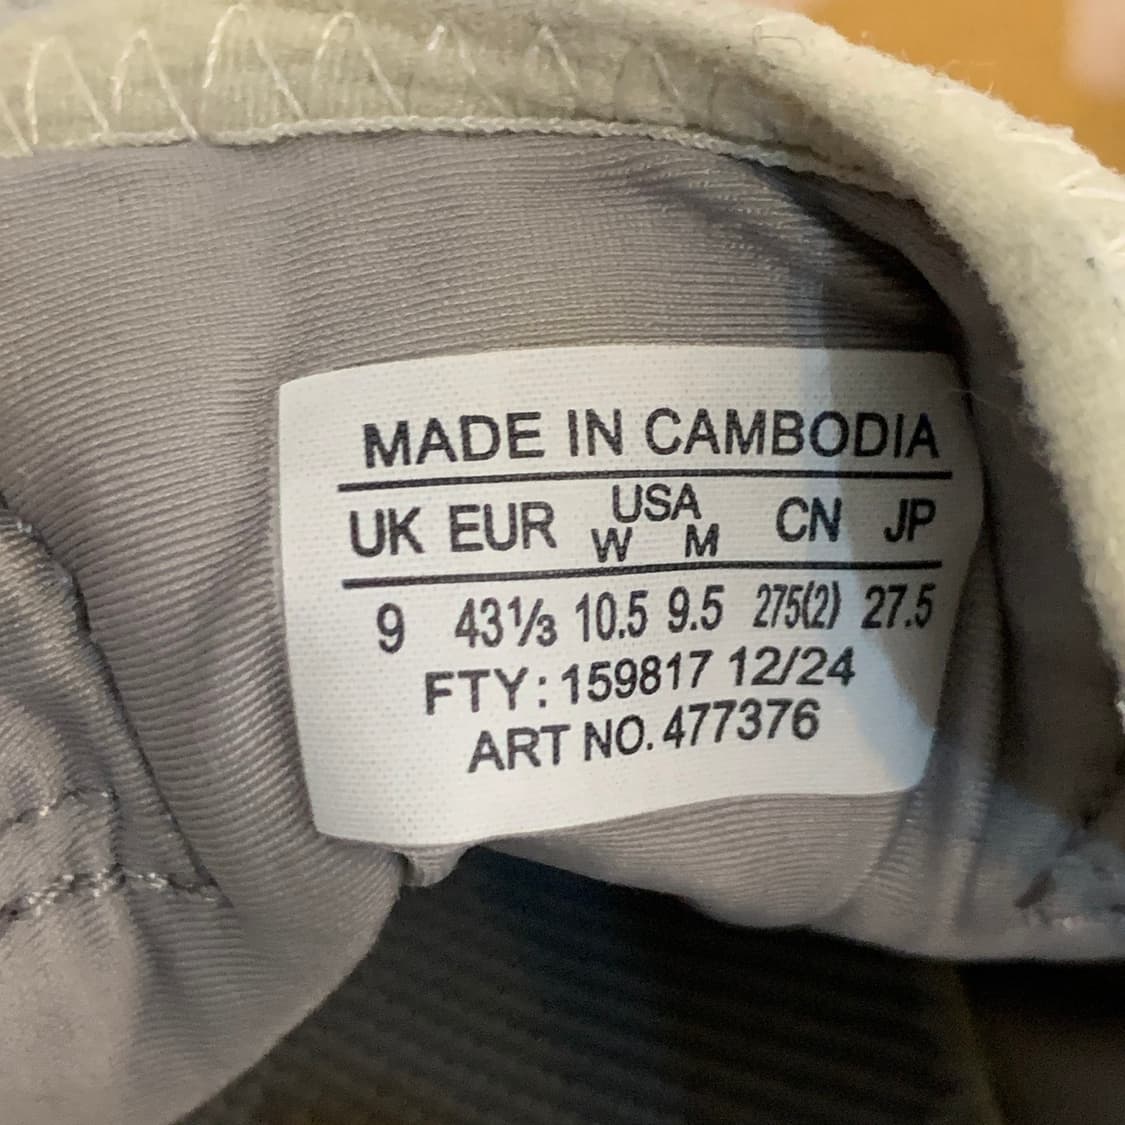 MADE IN CAMBODIA
UK EUR USA CN JP
W M
9 43⅓ 10.5 9.5 275(2) 27.5
FTY: 159817 12/24
ART NO. 477376